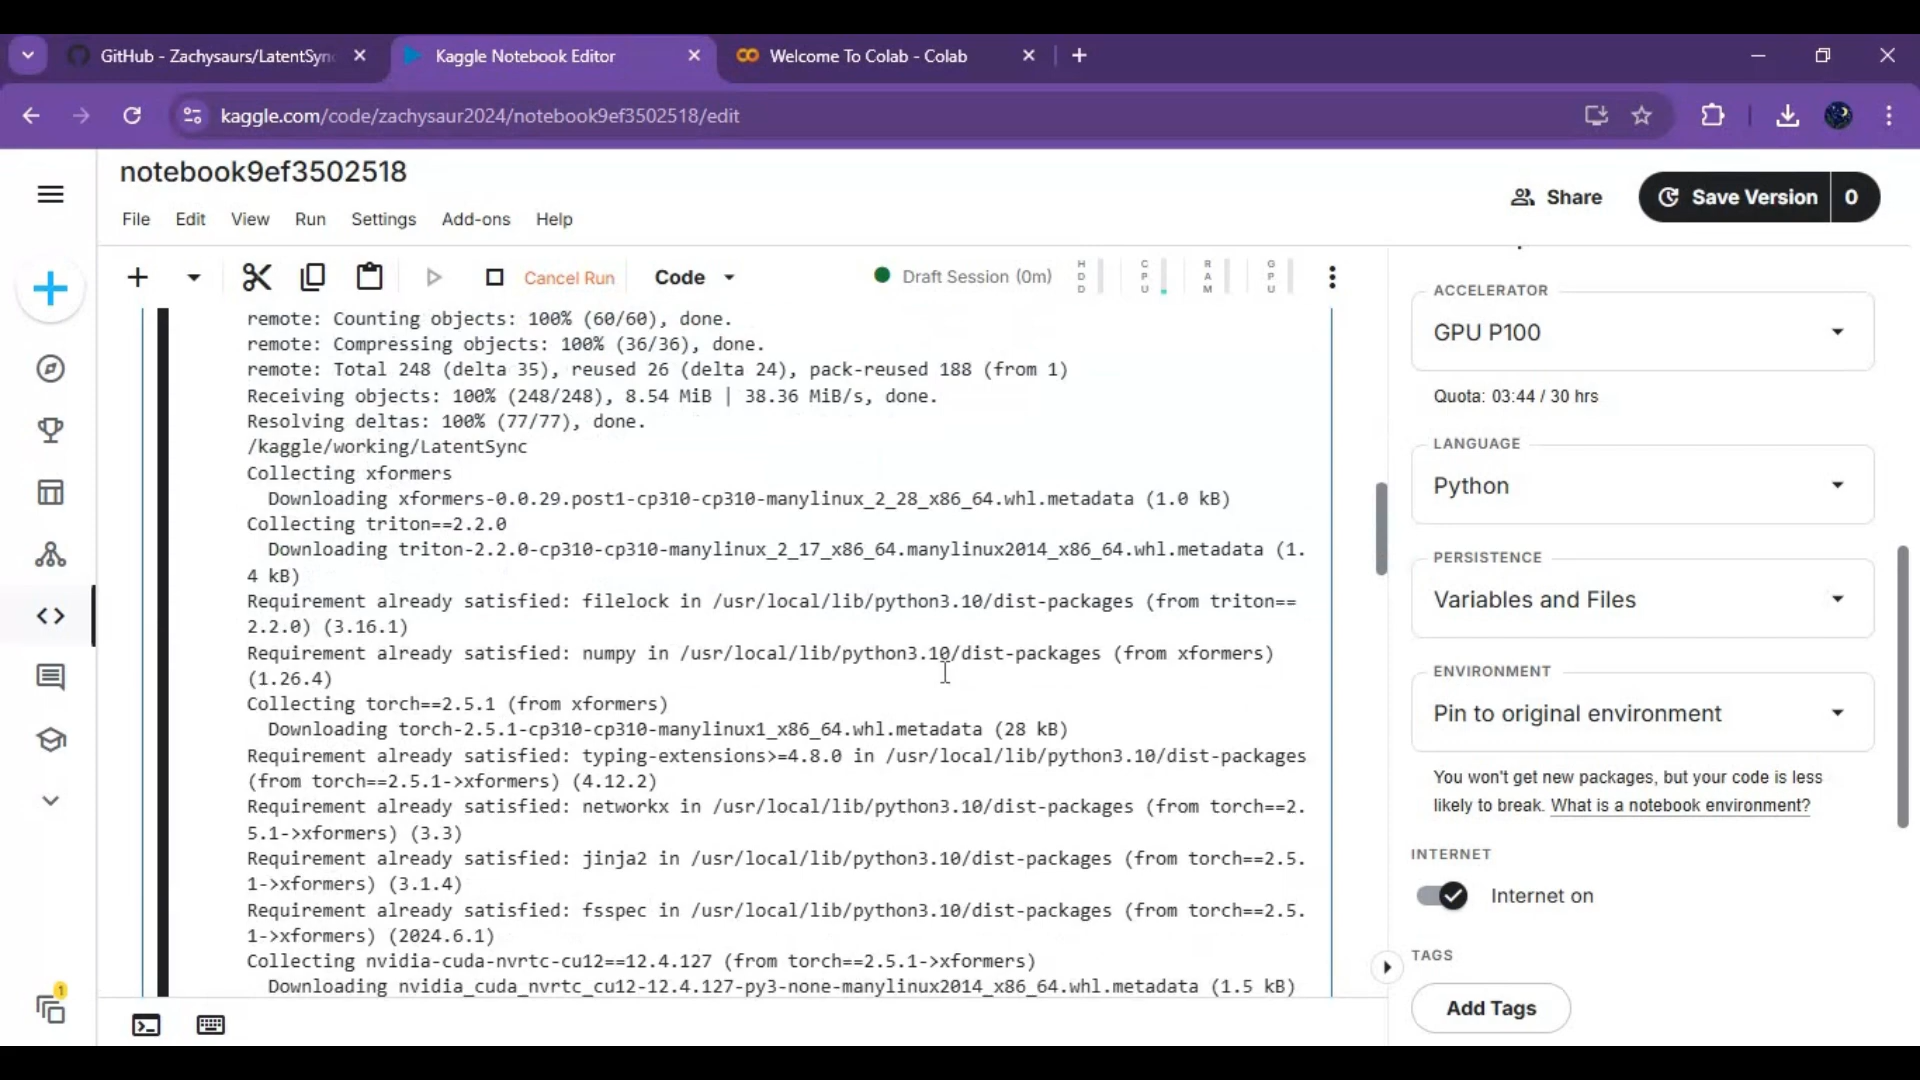 GitHub - Zachysaurs/LatentSyn
Kaggle Notebook Editor
Welcome To Colab - Colab
kaggle.com/code/zachysaur2024/notebook9ef3502518/edit
notebook9ef3502518
File Edit View Run Settings Add-ons Help
Share
Save Version 0
Cancel Run
Code
Draft Session (0m)
HDD
CPU
RAM
GPU
remote: Counting objects: 100% (60/60), done.
remote: Compressing objects: 100% (36/36), done.
remote: Total 248 (delta 35), reused 26 (delta 24), pack-reused 188 (from 1)
Receiving objects: 100% (248/248), 8.54 MiB | 38.36 MiB/s, done.
Resolving deltas: 100% (77/77), done.
/kaggle/working/LatentSync
Collecting xformers
Downloading xformers-0.0.29.post1-cp310-cp310-manylinux_2_28_x86_64.whl.metadata (1.0 kB)
Collecting triton==2.2.0
Downloading triton-2.2.0-cp310-cp310-manylinux_2_17_x86_64.manylinux2014_x86_64.whl.metadata (1.
4 kB)
Requirement already satisfied: filelock in /usr/local/lib/python3.10/dist-packages (from triton==
2.2.0) (3.16.1)
Requirement already satisfied: numpy in /usr/local/lib/python3.10/dist-packages (from xformers)
(1.26.4)
Collecting torch==2.5.1 (from xformers)
Downloading torch-2.5.1-cp310-cp310-manylinux1_x86_64.whl.metadata (28 kB)
Requirement already satisfied: typing-extensions>=4.8.0 in /usr/local/lib/python3.10/dist-packages
(from torch==2.5.1->xformers) (4.12.2)
Requirement already satisfied: networkx in /usr/local/lib/python3.10/dist-packages (from torch==2.
5.1->xformers) (3.3)
Requirement already satisfied: jinja2 in /usr/local/lib/python3.10/dist-packages (from torch==2.5.
1->xformers) (3.1.4)
Requirement already satisfied: fsspec in /usr/local/lib/python3.10/dist-packages (from torch==2.5.
1->xformers) (2024.6.1)
Collecting nvidia-cuda-nvrtc-cu12==12.4.127 (from torch==2.5.1->xformers)
Downloading nvidia_cuda_nvrtc_cu12-12.4.127-py3-none-manylinux2014_x86_64.whl.metadata (1.5 kB)
ACCELERATOR
GPU P100
Quota: 03:44 / 30 hrs
LANGUAGE
Python
PERSISTENCE
Variables and Files
ENVIRONMENT
Pin to original environment
You won't get new packages, but your code is less
likely to break. What is a notebook environment?
INTERNET
Internet on
TAGS
Add Tags
1